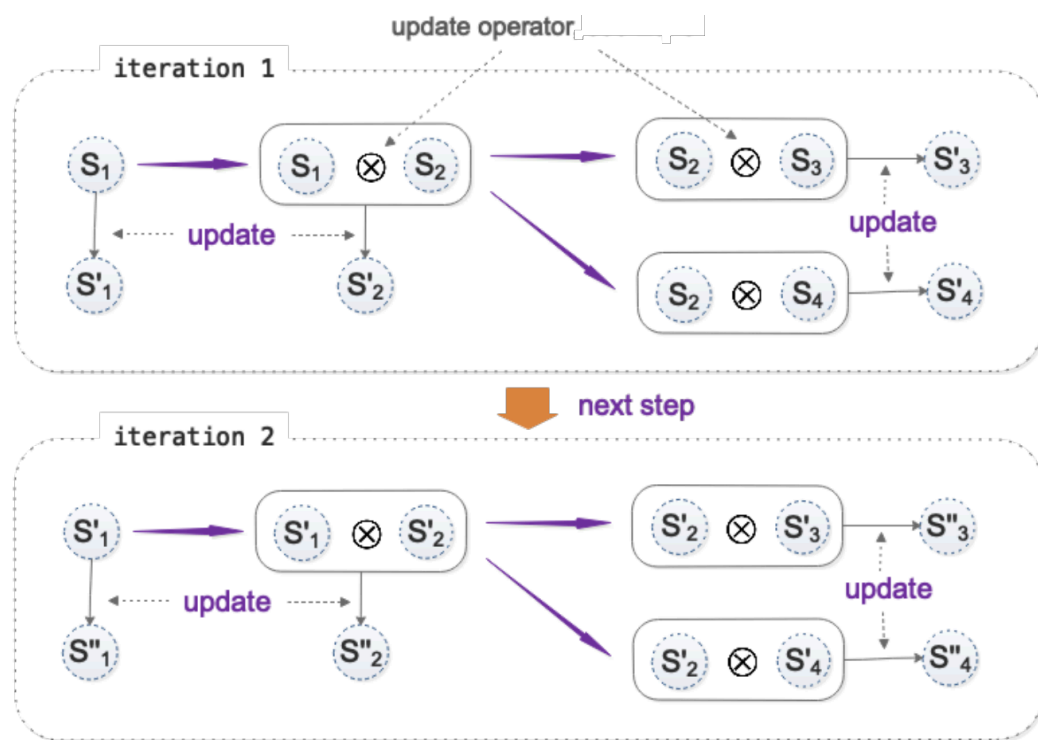 update operator
iteration 1
S₁ S₁ ⊗ S₂ S₂ ⊗ S₃ S'₃
update update
S'₁ S'₂ S₂ ⊗ S₄ S'₄
next step
iteration 2
S'₁ S'₁ ⊗ S'₂ S'₂ ⊗ S'₃ S"₃
update update
S"₁ S"₂ S'₂ ⊗ S'₄ S"₄